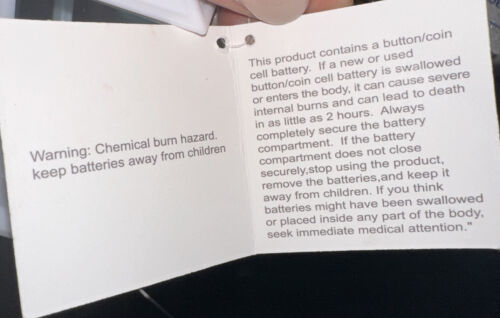 Warning: Chemical burn hazard.
keep batteries away from children
This product contains a button/coin
cell battery. If a new or used
button/coin cell battery is swallowed
or enters the body, it can cause severe
internal burns and can lead to death
in as little as 2 hours. Always
completely secure the battery
compartment. If the battery
compartment does not close
securely,stop using the product,
remove the batteries,and keep it
away from children. If you think
batteries might have been swallowed
or placed inside any part of the body,
seek immediate medical attention."